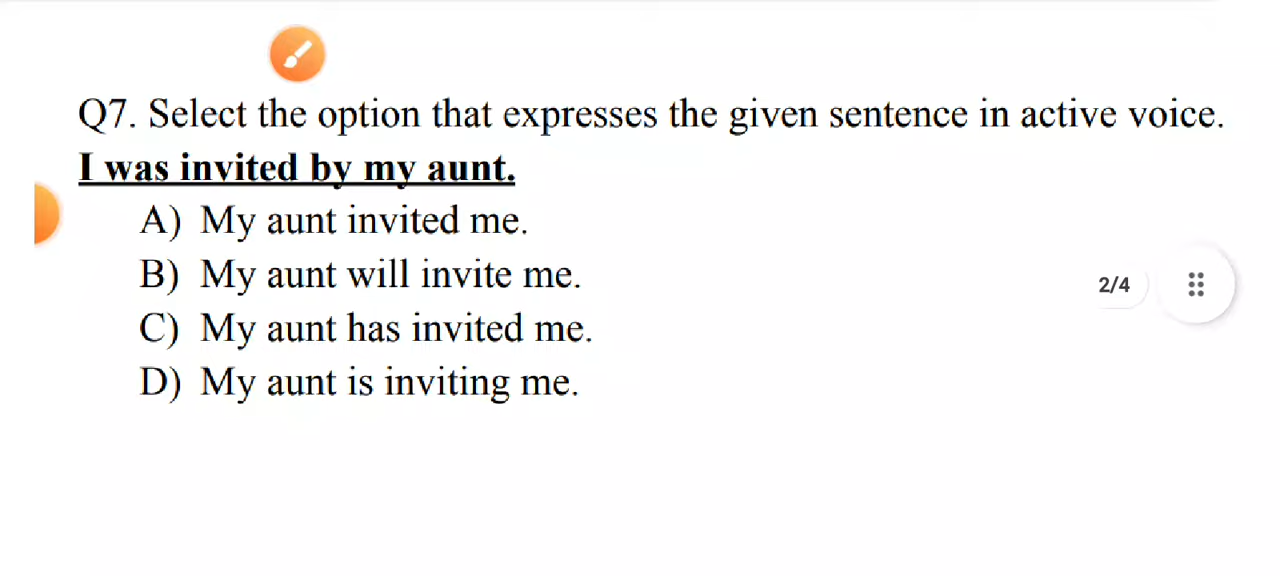 Q7. Select the option that expresses the given sentence in active voice.
I was invited by my aunt.
A) My aunt invited me.
B) My aunt will invite me.
2/4
C) My aunt has invited me.
D) My aunt is inviting me.